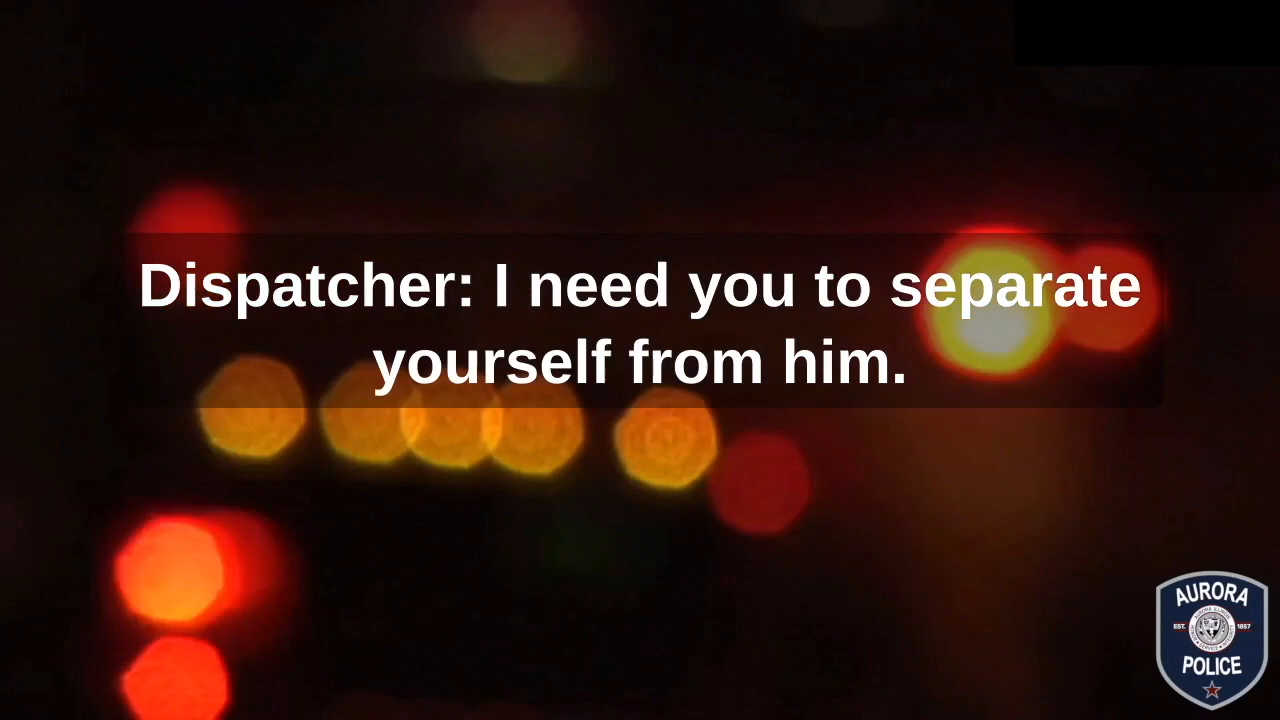 Dispatcher: I need you to separate
yourself from him.
AURORA
EST. 1857
POLICE